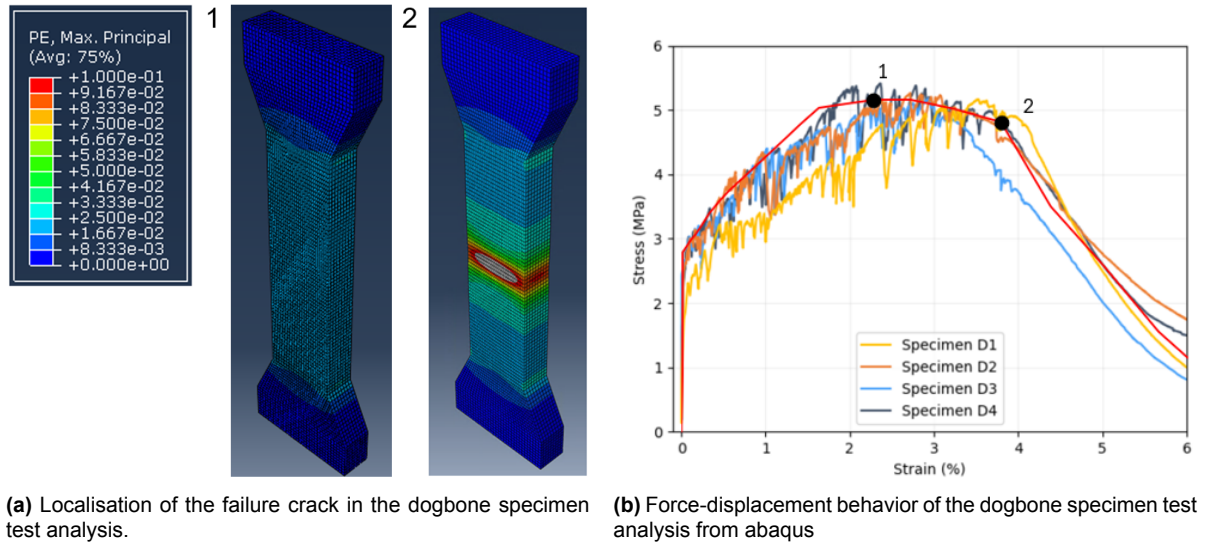 PE, Max. Principal
(Avg: 75%)
+1.000e-01
+9.167e-02
+8.333e-02
+7.500e-02
+6.667e-02
+5.833e-02
+5.000e-02
+4.167e-02
+3.333e-02
+2.500e-02
+1.667e-02
+8.333e-03
+0.000e+00
1
2
6
5
4
3
2
1
0
Stress (MPa)
1
2
Specimen D1
Specimen D2
Specimen D3
Specimen D4
0 1 2 3 4 5 6
Strain (%)
(a) Localisation of the failure crack in the dogbone specimen
test analysis.
(b) Force-displacement behavior of the dogbone specimen test
analysis from abaqus